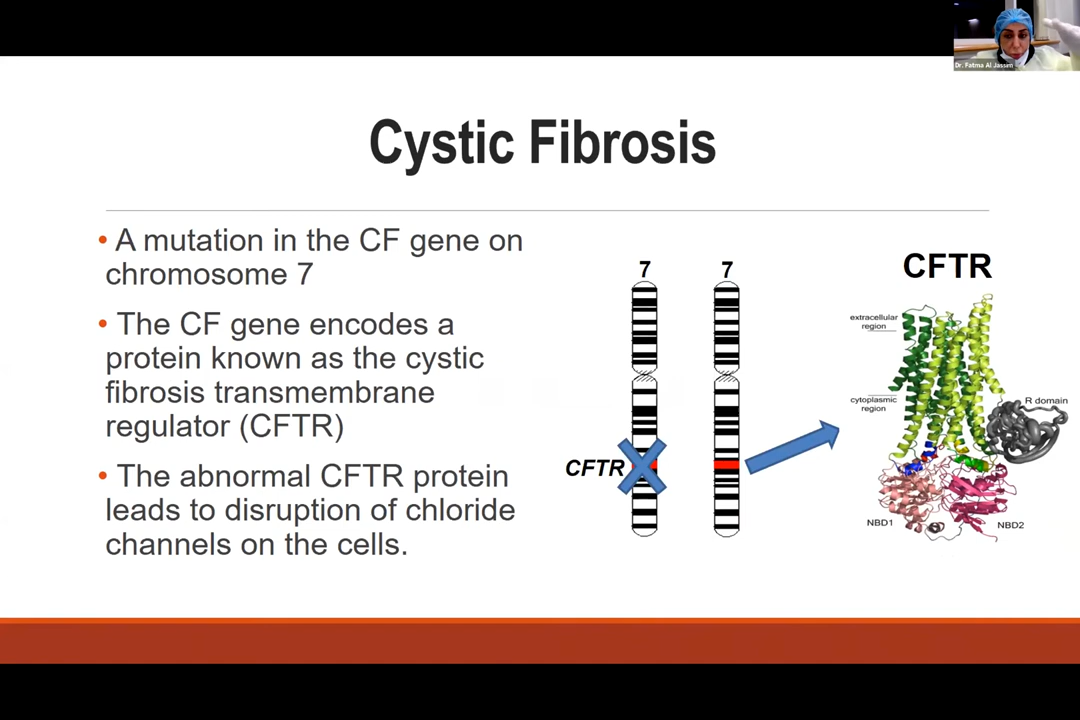 Dr. Fatma Al Jassim
Cystic Fibrosis
• A mutation in the CF gene on
chromosome 7
• The CF gene encodes a
protein known as the cystic
fibrosis transmembrane
regulator (CFTR)
• The abnormal CFTR protein
leads to disruption of chloride
channels on the cells.
7
7
CFTR
CFTR
extracellular
region
cytoplasmic
region
R domain
NBD1
NBD2